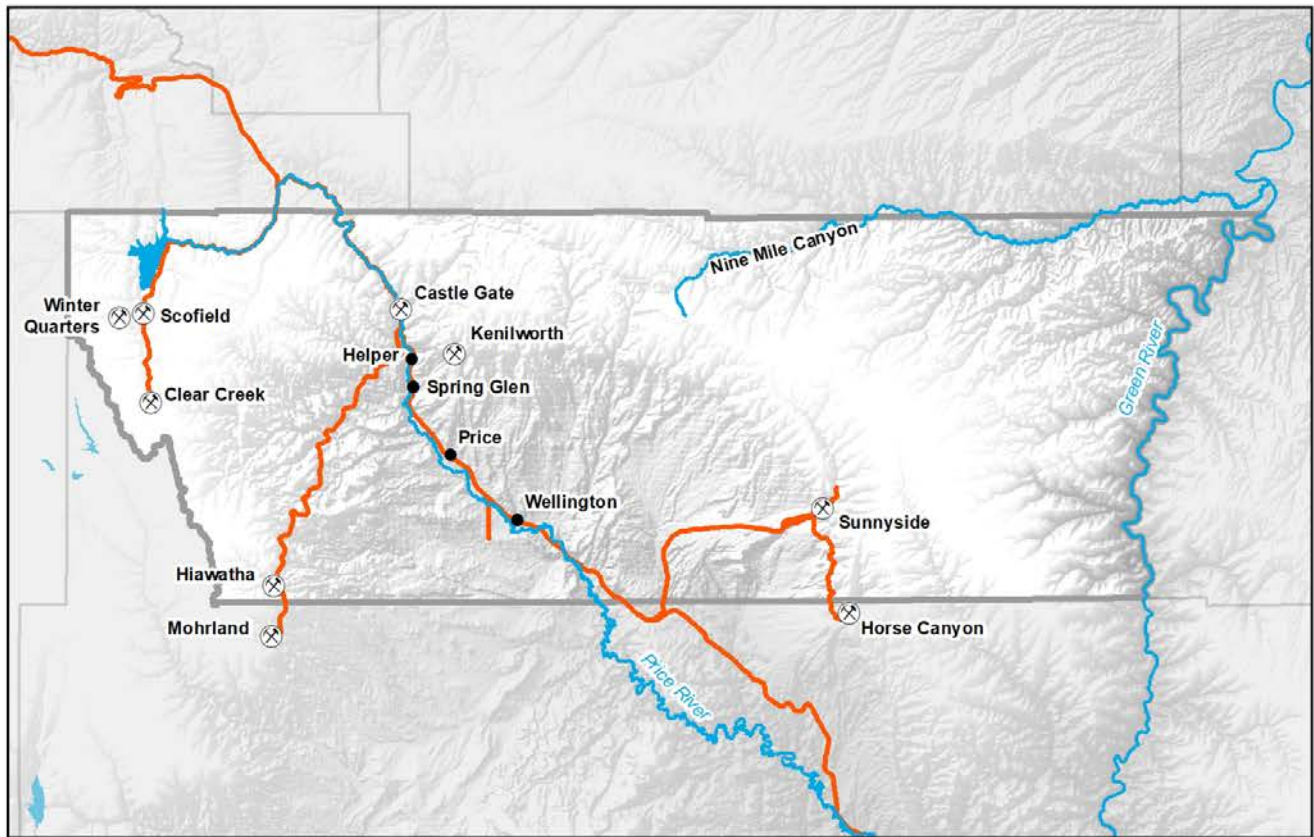 Nine Mile Canyon
Castle Gate
Winter
Quarters
Scofield
Kenilworth
Helper
Green River
Spring Glen
Clear Creek
Price
Wellington
Sunnyside
Hiawatha
Mohrland
Horse Canyon
Price River